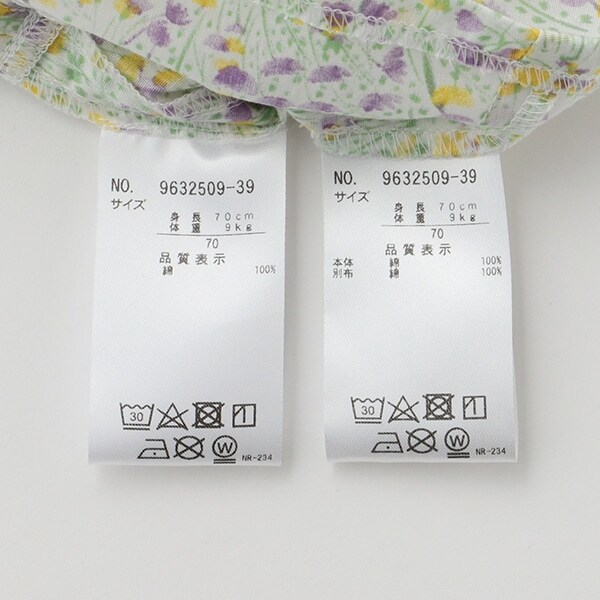 NO. 9632509-39
サイズ
身長 70cm
体重 9kg
70
品質表示
綿 100%
30
W
NR-234
NO. 9632509-39
サイズ
身長 70cm
体重 9kg
70
品質表示
本体 綿 100%
別布 綿 100%
30
W
NR-234